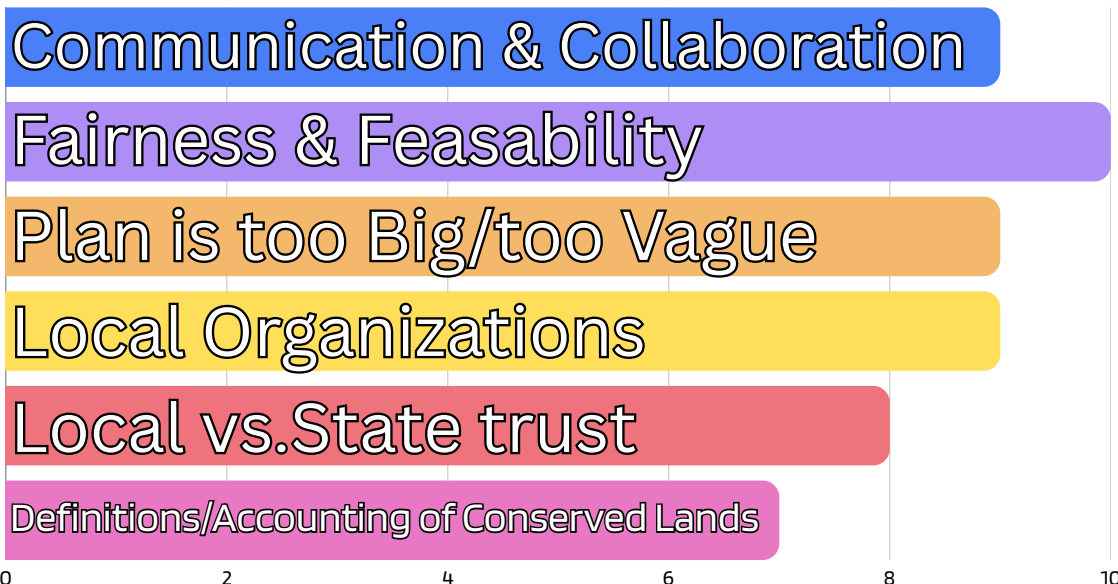 Communication & Collaboration
Fairness & Feasability
Plan is too Big/too Vague
Local Organizations
Local vs.State trust
Definitions/Accounting of Conserved Lands
0 2 4 6 8 10